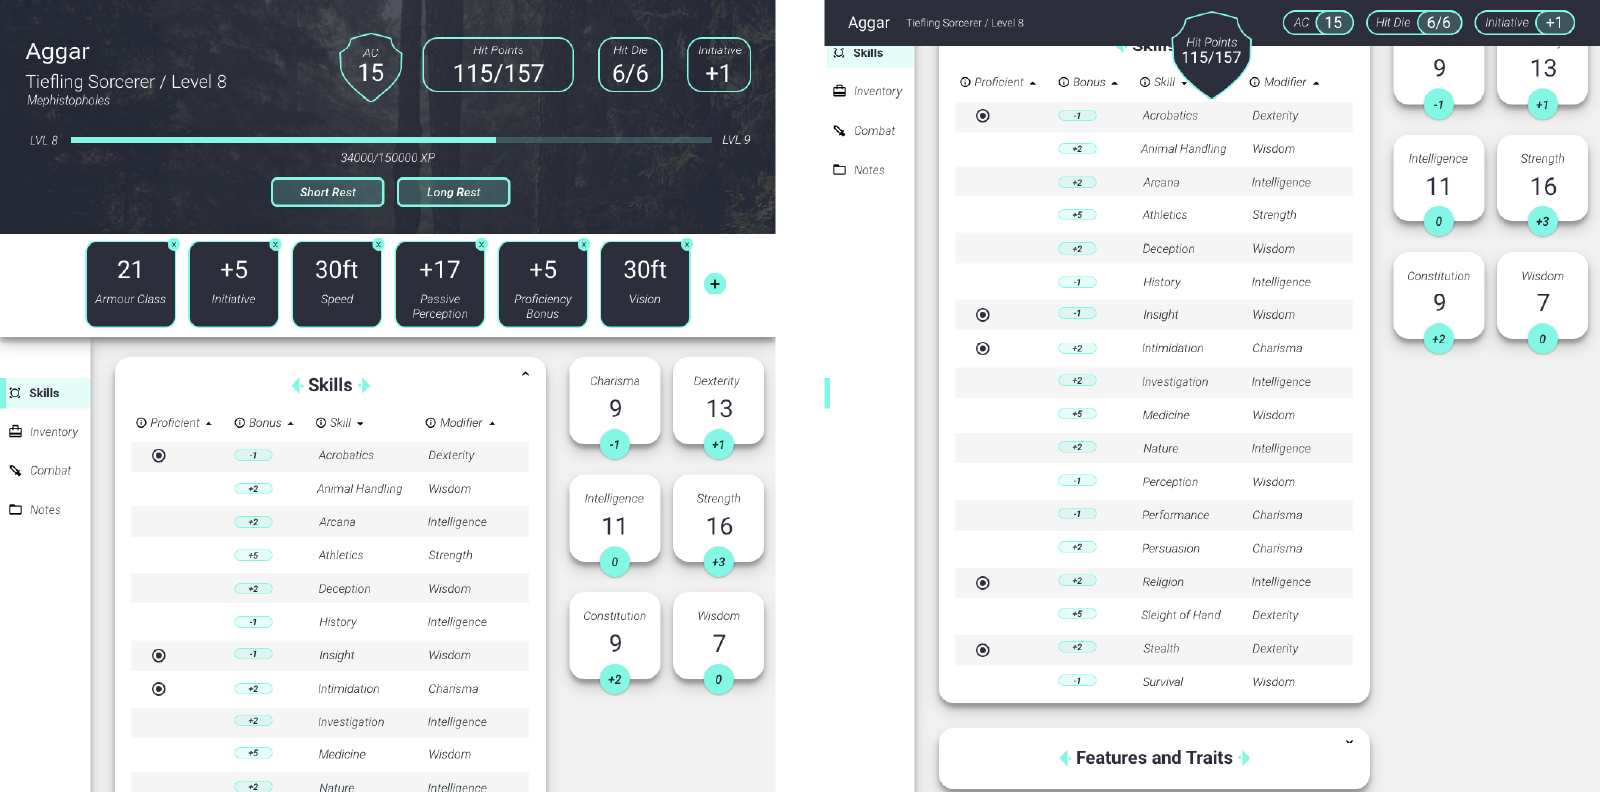 Aggar
Tiefling Sorcerer / Level 8
Mephistopholes
AC
15
Hit Points
115/157
Hit Die
6/6
Initiative
+1
LVL 8
LVL 9
34000/150000 XP
Short Rest
Long Rest
x
x
x
x
x
x
21
Armour Class
+5
Initiative
30ft
Speed
+17
Passive
Perception
+5
Proficiency
Bonus
30ft
Vision
+
Skills
Inventory
Combat
Notes
Skills
Proficient Bonus Skill Modifier
-1 Acrobatics Dexterity
+2 Animal Handling Wisdom
+2 Arcana Intelligence
+5 Athletics Strength
+2 Deception Wisdom
-1 History Intelligence
-1 Insight Wisdom
+2 Intimidation Charisma
+2 Investigation Intelligence
+5 Medicine Wisdom
+2 Nature Intelligence
Charisma
9
-1
Dexterity
13
+1
Intelligence
11
0
Strength
16
+3
Constitution
9
+2
Wisdom
7
0
Aggar
Tiefling Sorcerer / Level 8
Hit Points
115/157
AC 15
Hit Die 6/6
Initiative +1
Skills
Inventory
Combat
Notes
Proficient Bonus Skill Modifier
-1 Acrobatics Dexterity
+2 Animal Handling Wisdom
+2 Arcana Intelligence
+5 Athletics Strength
+2 Deception Wisdom
-1 History Intelligence
-1 Insight Wisdom
+2 Intimidation Charisma
+2 Investigation Intelligence
+5 Medicine Wisdom
+2 Nature Intelligence
-1 Perception Wisdom
-1 Performance Charisma
+2 Persuasion Charisma
+2 Religion Intelligence
+5 Sleight of Hand Dexterity
+2 Stealth Dexterity
-1 Survival Wisdom
Features and Traits
9
-1
13
+1
Intelligence
11
0
Strength
16
+3
Constitution
9
+2
Wisdom
7
0